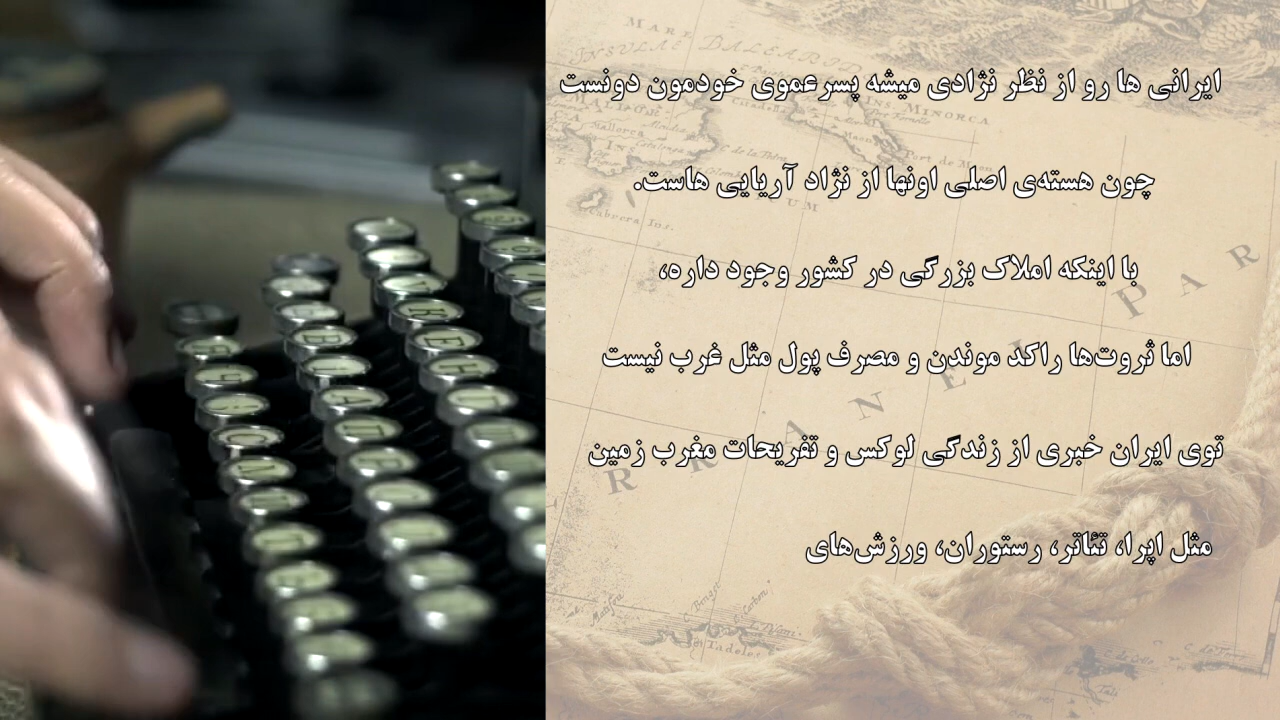 ایرانی ها رو از نظر نژادی میشه پسرعموی خودمون دونست
چون هسته‌ی اصلی اونها از نژاد آریایی هاست.
با اینکه املاک بزرگی در کشور وجود داره،
اما ثروت‌ها راکد موندن و مصرف پول مثل غرب نیست
توی ایران خبری از زندگی لوکس و تفریحات مغرب زمین
مثل اپرا، تئاتر، رستوران، ورزش‌های